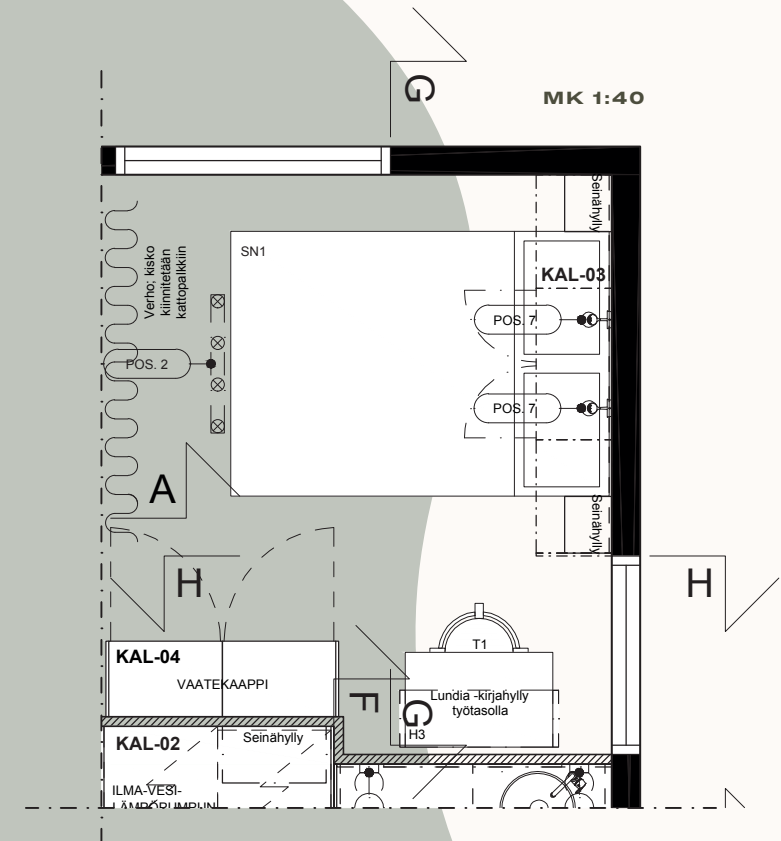 G
MK 1:40
Seinähylly
SN1
KAL-03
Verho; kisko
kiinnitetään
kattopalkkiin
POS. 7
POS. 2
POS. 7
A
Seinähylly
H
H
T1
KAL-04
VAATEKAAPPI
F
G
Lundia -kirjahylly
työtasolla
H3
KAL-02
Seinähylly
ILMA-VESI-
LÄMPÖPUMPUN